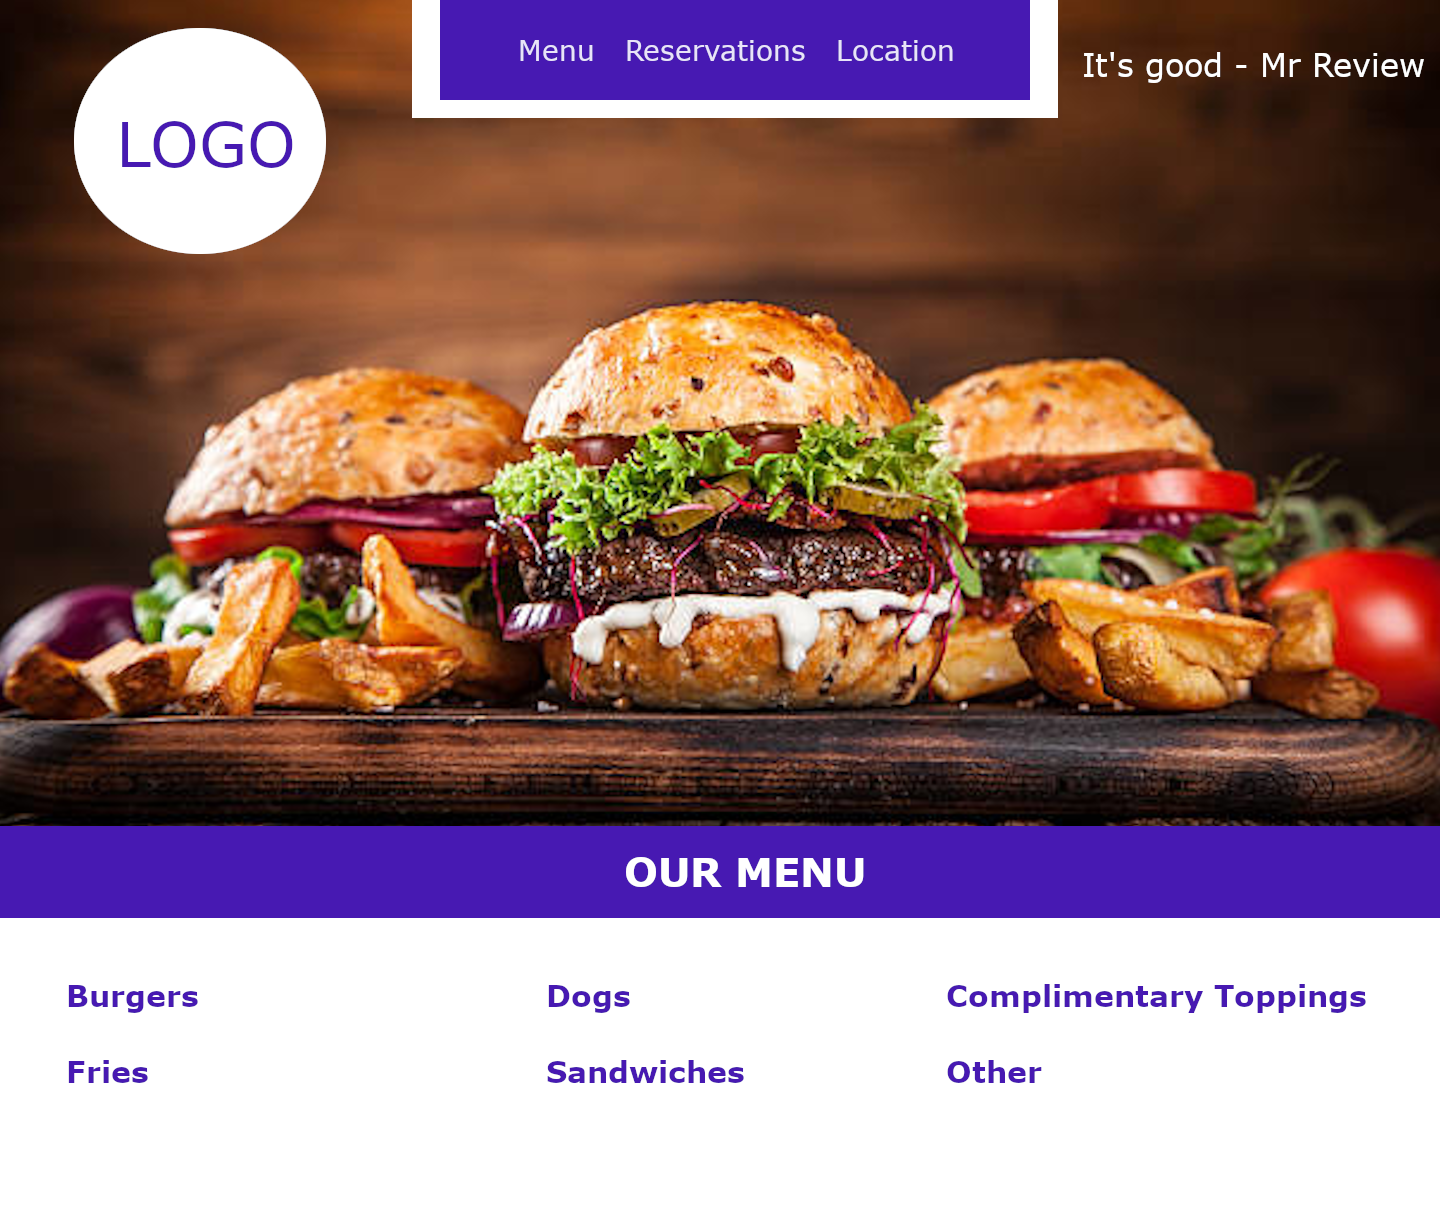 Menu Reservations Location
It's good - Mr Review
LOGO
OUR MENU
Burgers
Dogs
Complimentary Toppings
Fries
Sandwiches
Other